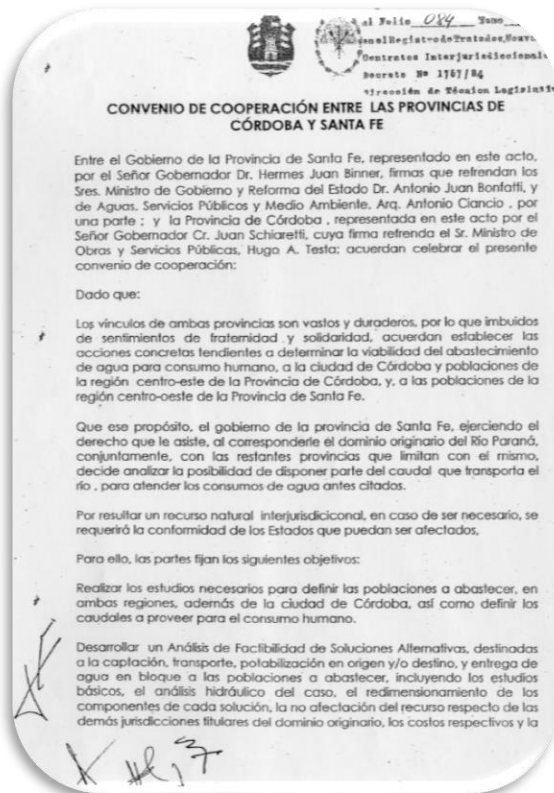 al Folio 084 Tomo
en el Registro de Tratados, Conv
Contratos Interjurisdiccional
Decreto Nº 1767/84
Dirección de Técnica Legislativ
CONVENIO DE COOPERACIÓN ENTRE LAS PROVINCIAS DE
CÓRDOBA Y SANTA FE
Entre el Gobierno de la Provincia de Santa Fe, representado en este acto,
por el Señor Gobernador Dr. Hermes Juan Binner, firmas que refrendan los
Sres. Ministro de Gobierno y Reforma del Estado Dr. Antonio Juan Bonfatti, y
de Aguas, Servicios Públicos y Medio Ambiente, Arq. Antonio Ciancio , por
una parte ; y la Provincia de Córdoba , representada en este acto por el
Señor Gobernador Cr. Juan Schiaretti, cuya firma refrenda el Sr. Ministro de
Obras y Servicios Públicas, Hugo A. Testa; acuerdan celebrar el presente
convenio de cooperación:
Dado que:
Los vínculos de ambas provincias son vastos y duraderos, por lo que imbuidos
de sentimientos de fraternidad y solidaridad, acuerdan establecer las
acciones concretas tendientes a determinar la viabilidad del abastecimiento
de agua para consumo humano, a la ciudad de Córdoba y poblaciones de
la región centro-este de la Provincia de Córdoba, y, a las poblaciones de la
región centro-oeste de la Provincia de Santa Fe.
Que ese propósito, el gobierno de la provincia de Santa Fe, ejerciendo el
derecho que le asiste, al corresponderle el dominio originario del Río Paraná,
conjuntamente, con las restantes provincias que limitan con el mismo,
decide analizar la posibilidad de disponer parte del caudal que transporta el
río , para atender los consumos de agua antes citados.
Por resultar un recurso natural interjurisdiciconal, en caso de ser necesario, se
requerirá la conformidad de los Estados que puedan ser afectados,
Para ello, las partes fijan los siguientes objetivos:
Realizar los estudios necesarios para definir las poblaciones a abastecer, en
ambas regiones, además de la ciudad de Córdoba, así como definir los
caudales a proveer para el consumo humano.
Desarrollar un Análisis de Factibilidad de Soluciones Alternativas, destinadas
a la captación, transporte, potabilización en origen y/o destino, y entrega de
agua en bloque a las poblaciones a abastecer, incluyendo los estudios
básicos, el análisis hidráulico del caso, el redimensionamiento de los
componentes de cada solución, la no afectación del recurso respecto de las
demás jurisdicciones titulares del dominio originario, los costos respectivos y la